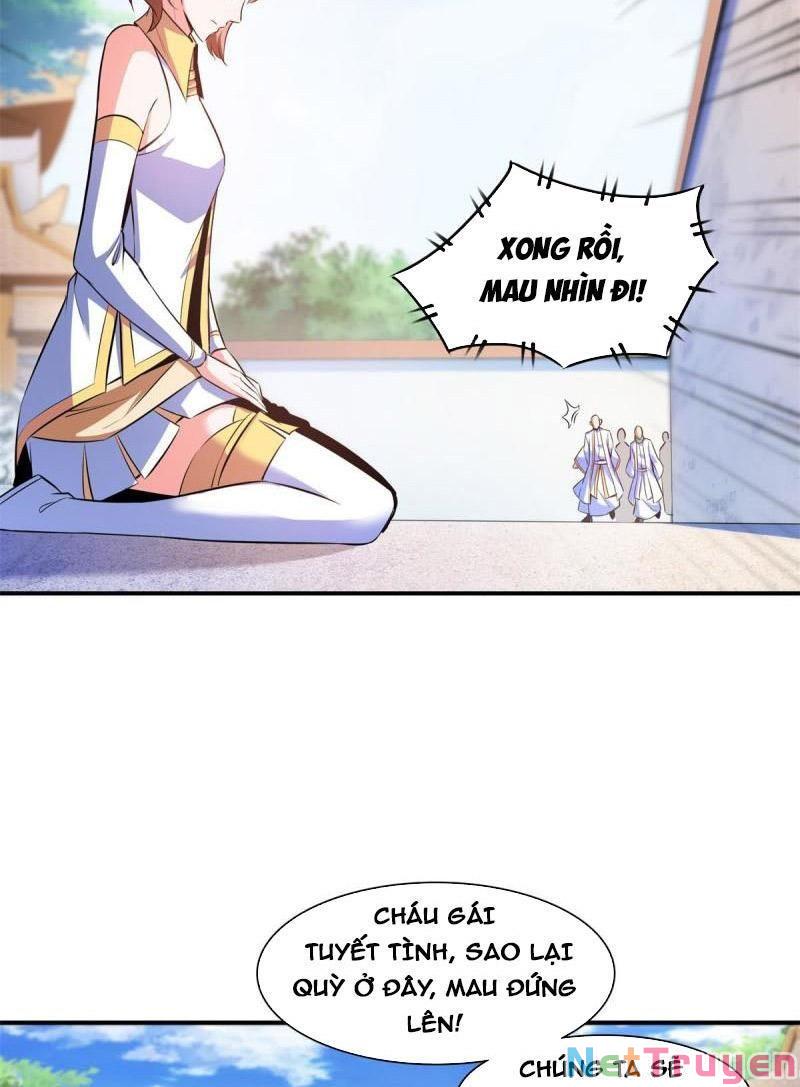 XONG RỒI,
MAU NHÌN ĐI!
CHÁU GÁI
TUYẾT TÌNH, SAO LẠI
QUỲ Ở ĐÂY, MAU ĐỨNG
LÊN!
CHÚNG TA SẼ
NetTruyen